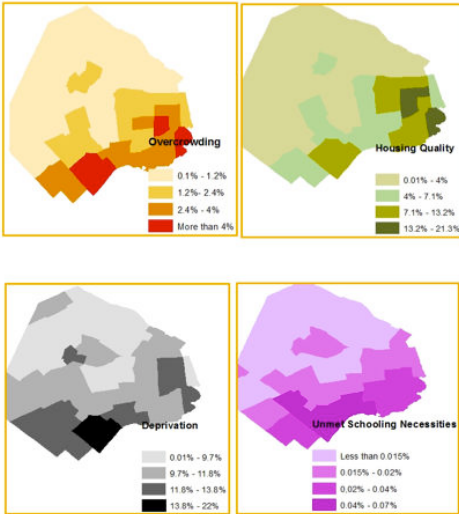 Overcrowding
0.1% - 1.2%
1.2%- 2.4%
2.4% - 4%
More than 4%
Housing Quality
0.01% - 4%
4% - 7.1%
7.1% - 13.2%
13.2% - 21.3%
Deprivation
0.01% - 9.7%
9.7% - 11.8%
11.8% - 13.8%
13.8% - 22%
Unmet Schooling Necessities
Less than 0.015%
0.015% - 0.02%
0,02% - 0.04%
0.04% - 0.07%